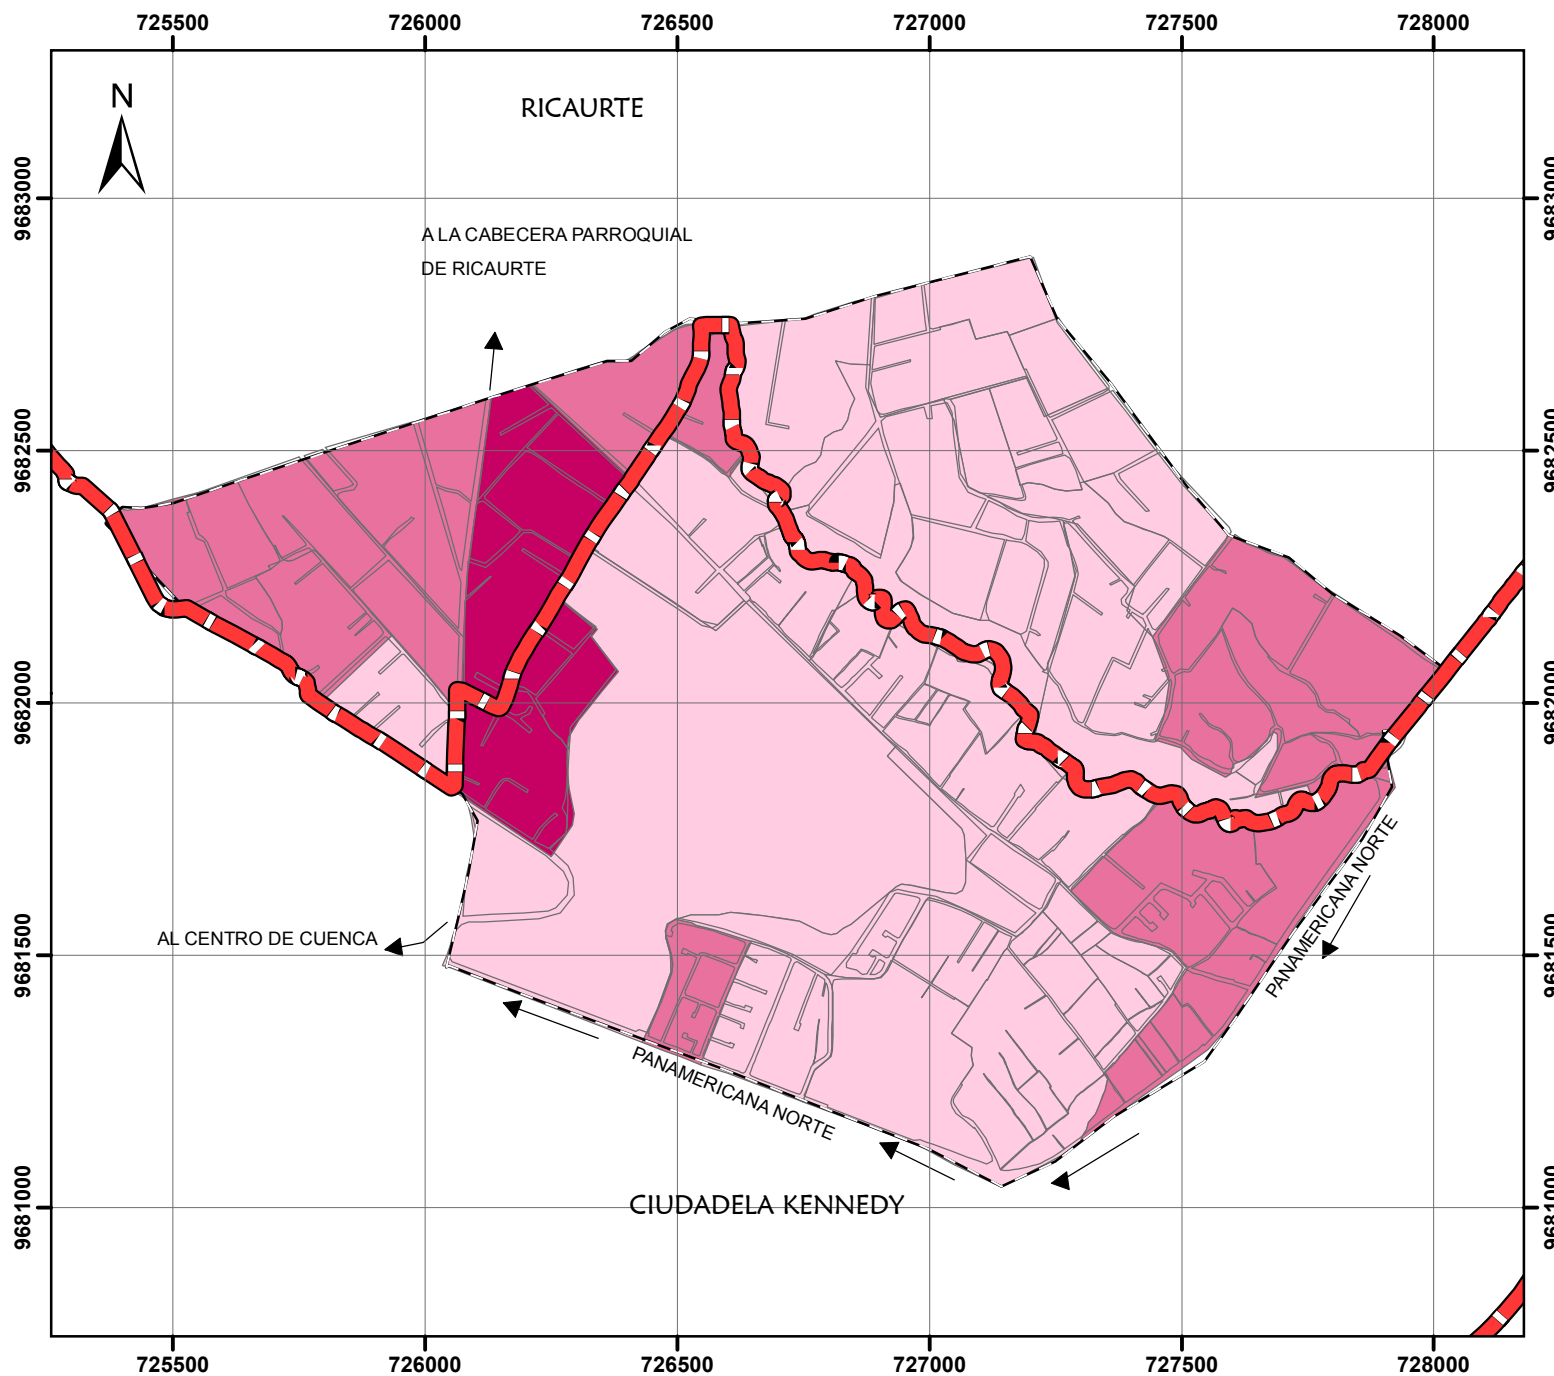 725500 726000 726500 727000 727500 728000
N
RICAURTE
9683000 9683000
A LA CABECERA PARROQUIAL
DE RICAURTE
9682500 9682500
9682000 9682000
PANAMERICANA NORTE
AL CENTRO DE CUENCA
9681500 9681500
PANAMERICANA NORTE
CIUDADELA KENNEDY
9681000 9681000
725500 726000 726500 727000 727500 728000